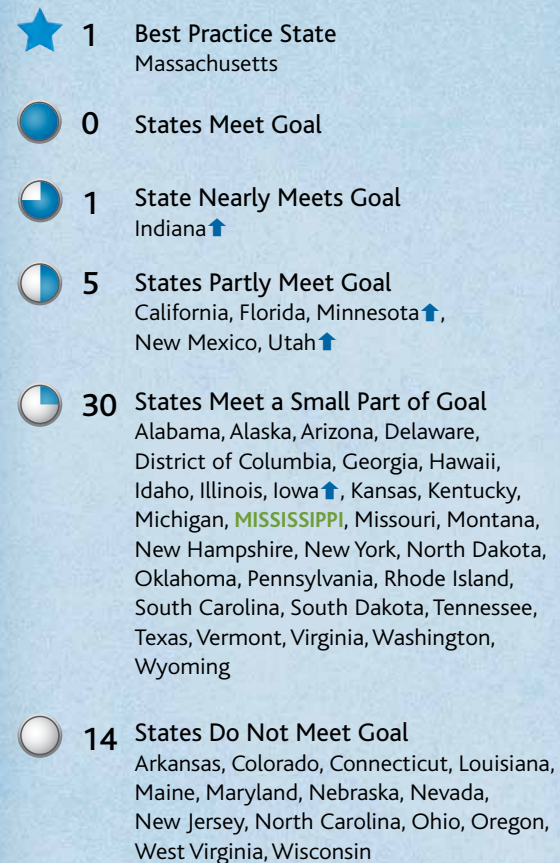 1 Best Practice State
Massachusetts
0 States Meet Goal
1 State Nearly Meets Goal
Indiana⬆
5 States Partly Meet Goal
California, Florida, Minnesota⬆,
New Mexico, Utah⬆
30 States Meet a Small Part of Goal
Alabama, Alaska, Arizona, Delaware,
District of Columbia, Georgia, Hawaii,
Idaho, Illinois, Iowa⬆, Kansas, Kentucky,
Michigan, MISSISSIPPI, Missouri, Montana,
New Hampshire, New York, North Dakota,
Oklahoma, Pennsylvania, Rhode Island,
South Carolina, South Dakota, Tennessee,
Texas, Vermont, Virginia, Washington,
Wyoming
14 States Do Not Meet Goal
Arkansas, Colorado, Connecticut, Louisiana,
Maine, Maryland, Nebraska, Nevada,
New Jersey, North Carolina, Ohio, Oregon,
West Virginia, Wisconsin